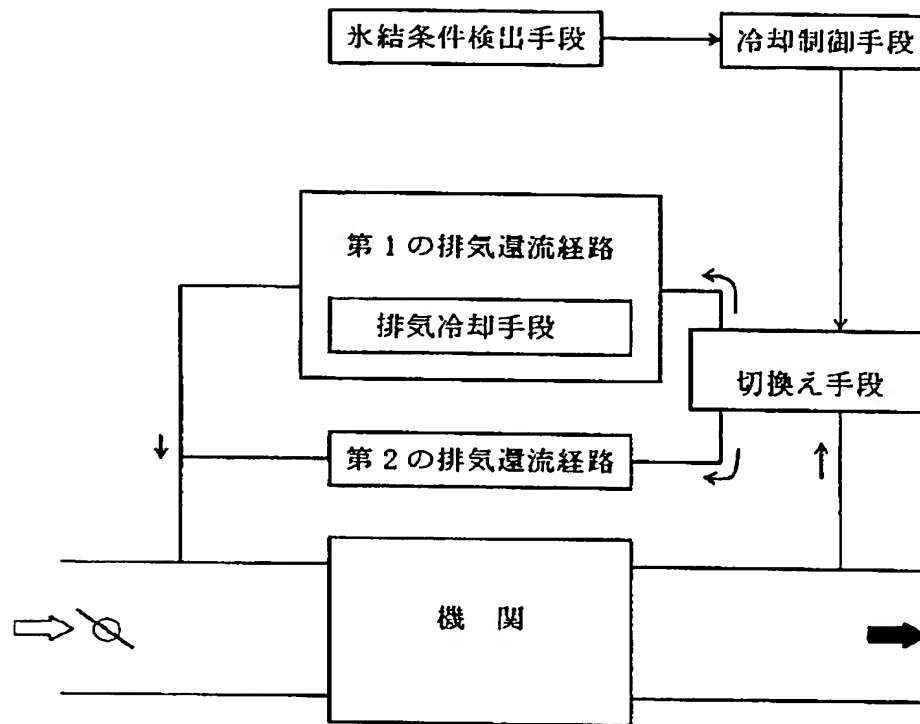 氷結条件検出手段
冷却制御手段
第1の排気還流経路
排気冷却手段
切換え手段
第2の排気還流経路
機 関